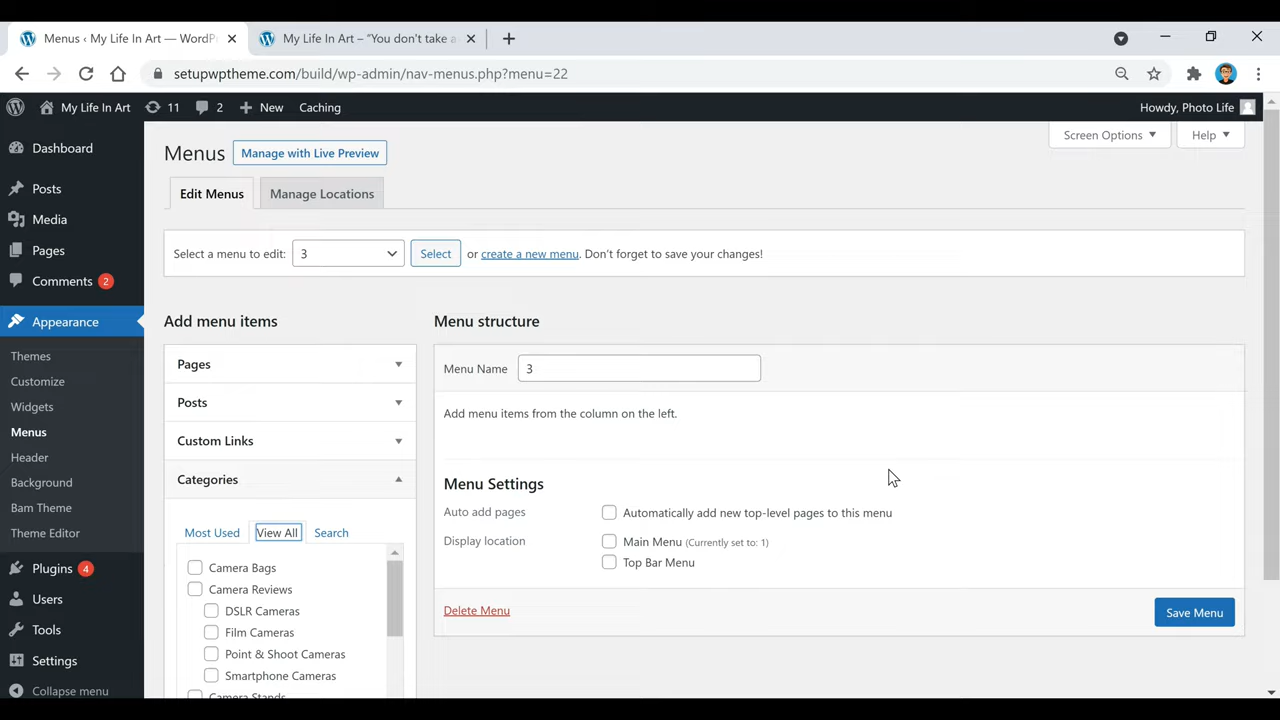 Menus ‹ My Life In Art — WordPr
My Life In Art – “You don't take a
setupwptheme.com/build/wp-admin/nav-menus.php?menu=22
My Life In Art 11 2 New Caching Howdy, Photo Life
Screen Options Help
Dashboard
Posts
Media
Pages
Comments 2
Appearance
Themes
Customize
Widgets
Menus
Header
Background
Bam Theme
Theme Editor
Plugins 4
Users
Tools
Settings
Collapse menu
Menus Manage with Live Preview
Edit Menus Manage Locations
Select a menu to edit: 3 Select or create a new menu. Don't forget to save your changes!
Add menu items
Pages
Posts
Custom Links
Categories
Most Used View All Search
Camera Bags
Camera Reviews
DSLR Cameras
Film Cameras
Point & Shoot Cameras
Smartphone Cameras
Camera Stands
Menu structure
Menu Name 3
Add menu items from the column on the left.
Menu Settings
Auto add pages Automatically add new top-level pages to this menu
Display location Main Menu (Currently set to: 1)
Top Bar Menu
Delete Menu Save Menu